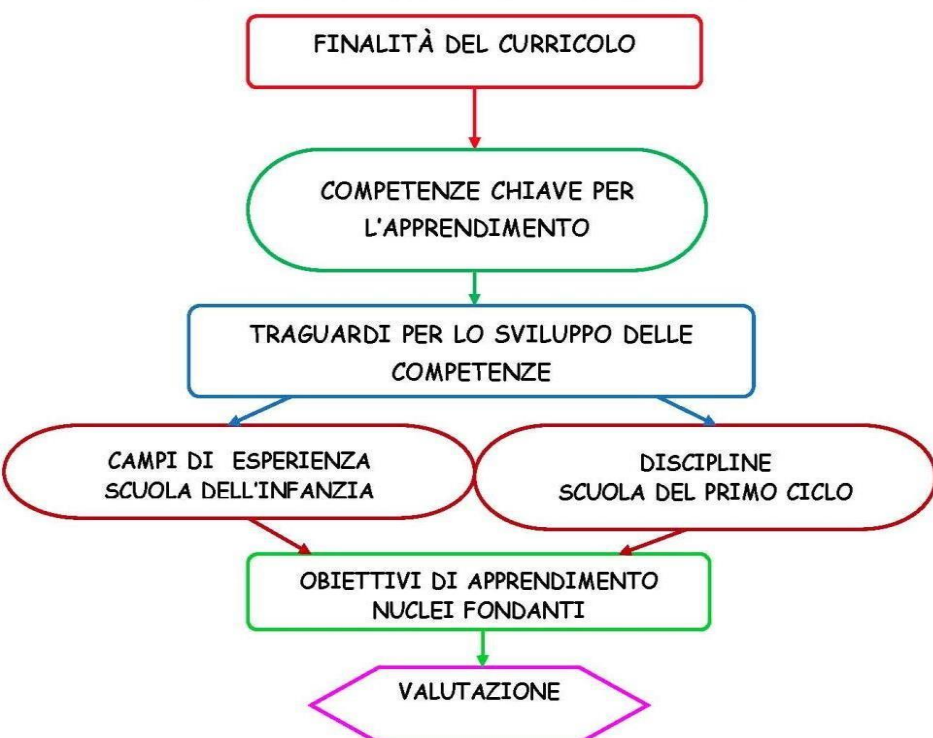 FINALITÀ DEL CURRICOLO
COMPETENZE CHIAVE PER
L'APPRENDIMENTO
TRAGUARDI PER LO SVILUPPO DELLE
COMPETENZE
CAMPI DI ESPERIENZA
SCUOLA DELL'INFANZIA
DISCIPLINE
SCUOLA DEL PRIMO CICLO
OBIETTIVI DI APPRENDIMENTO
NUCLEI FONDANTI
VALUTAZIONE